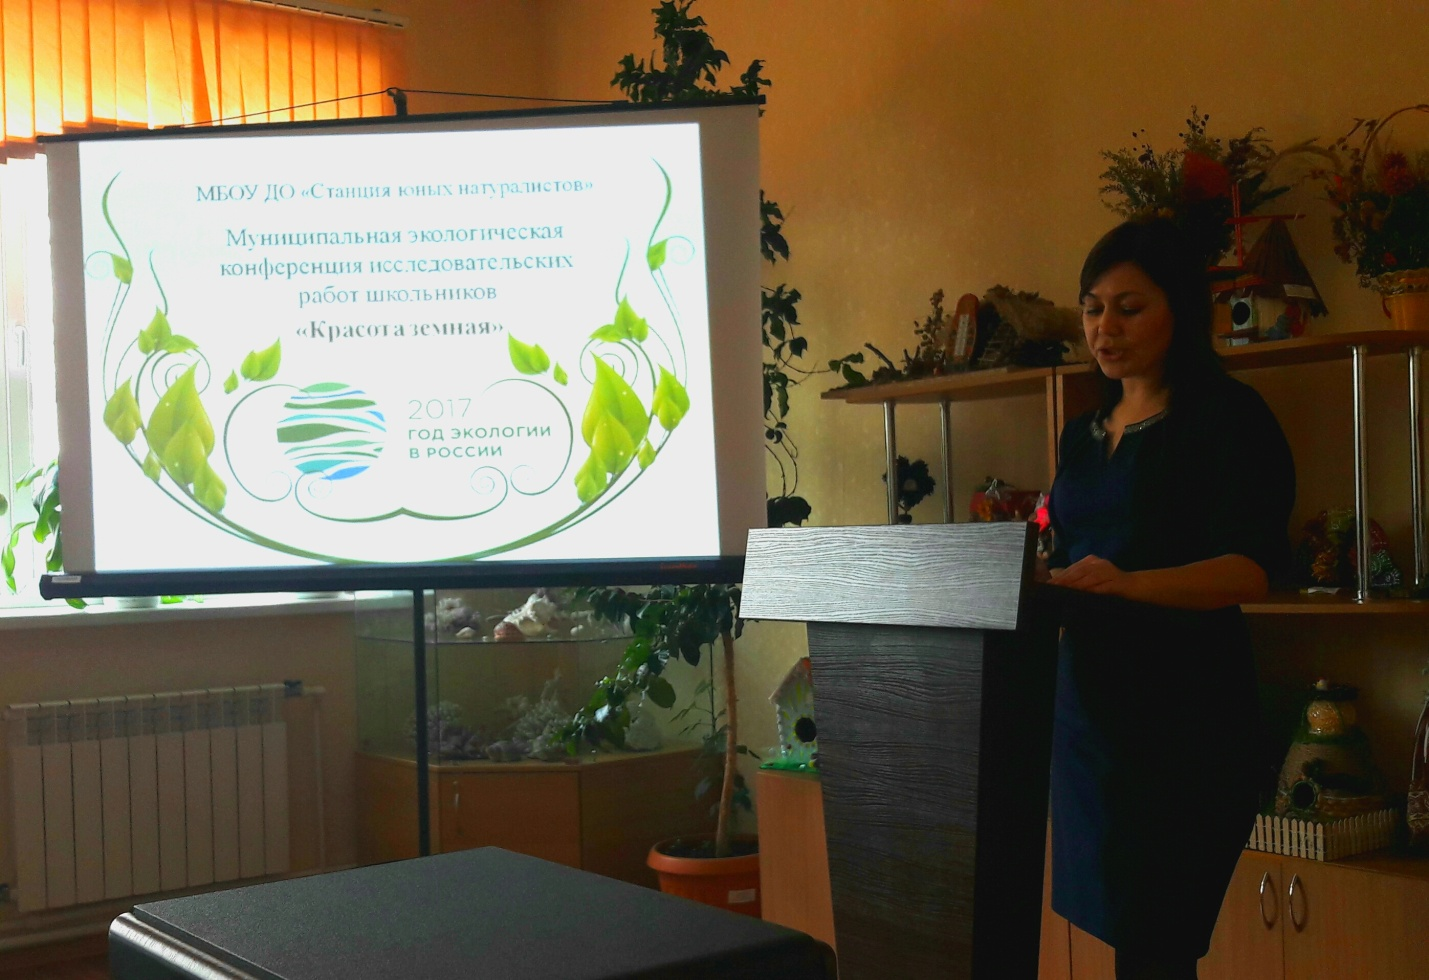 МБОУ ДО «Станция юных натуралистов»
Муниципальная экологическая
конференция исследовательских
работ школьников
«Красота земная»
2017
ГОД ЭКОЛОГИИ
В РОССИИ